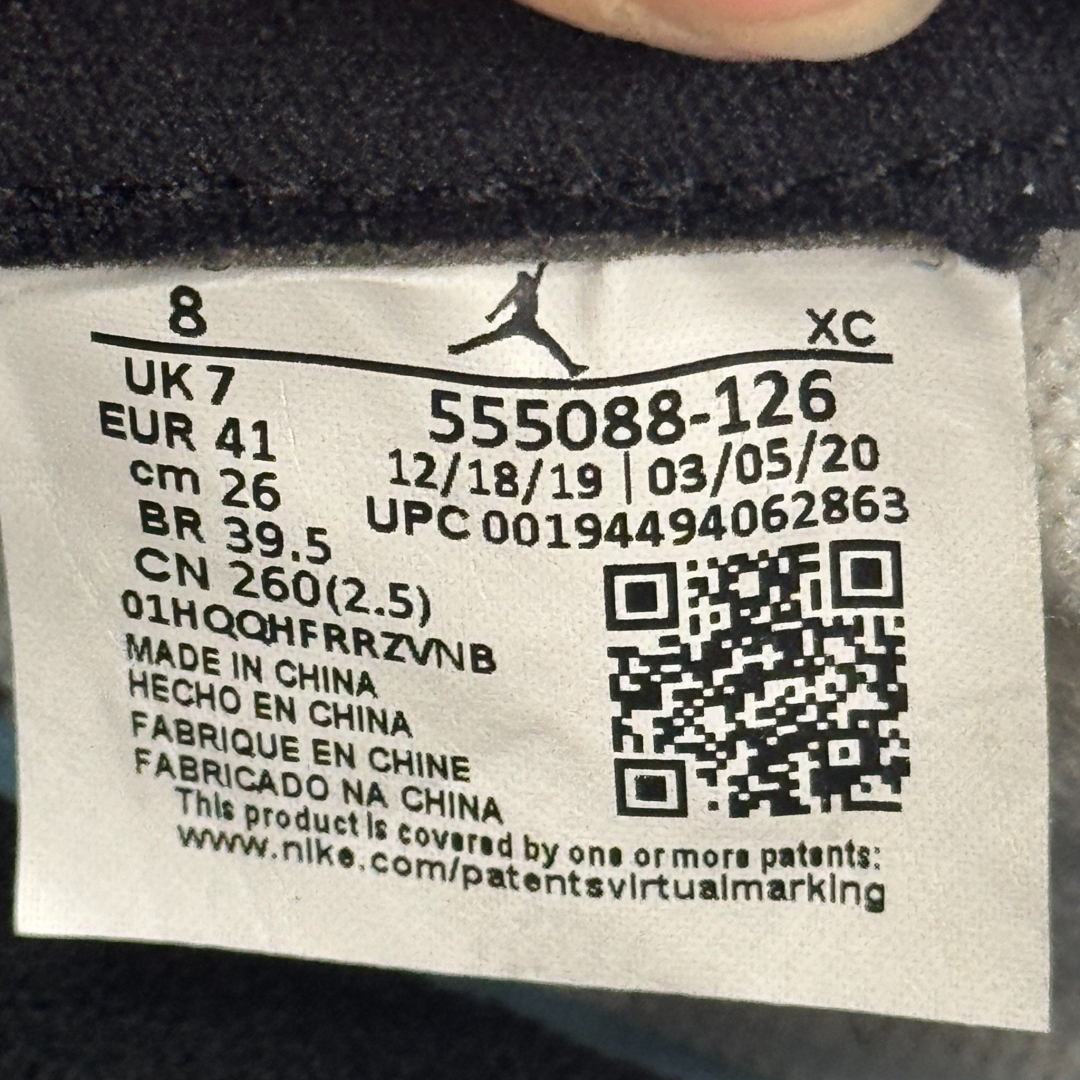 8
XC
UK 7
EUR 41
cm 26
BR 39.5
CN 260(2.5)
555088-126
12/18/19 | 03/05/20
UPC 00194494062863
01HQQHFRRZVNB
MADE IN CHINA
HECHO EN CHINA
FABRIQUE EN CHINE
FABRICADO NA CHINA
This product is covered by one or more patents:
www.nike.com/patentsvirtualmarking